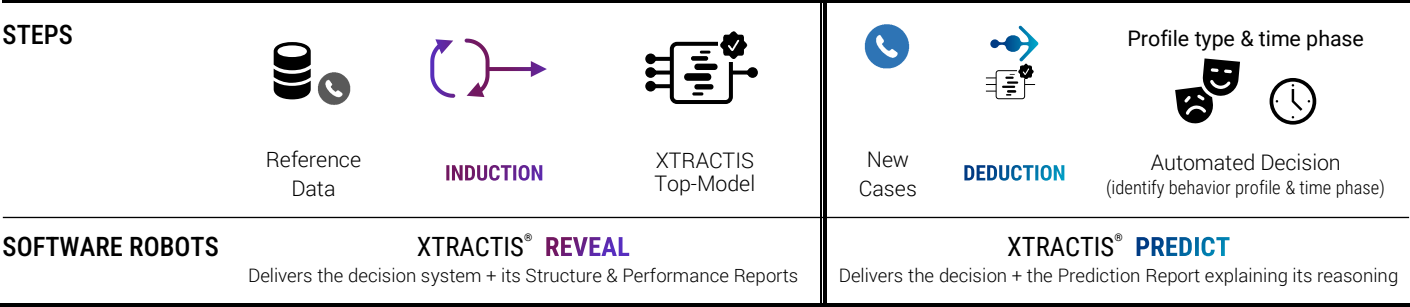 STEPS
Profile type & time phase
Reference
Data
INDUCTION
XTRACTIS
Top-Model
New
Cases
DEDUCTION
Automated Decision
(identify behavior profile & time phase)
SOFTWARE ROBOTS
XTRACTIS® REVEAL
Delivers the decision system + its Structure & Performance Reports
XTRACTIS® PREDICT
Delivers the decision + the Prediction Report explaining its reasoning